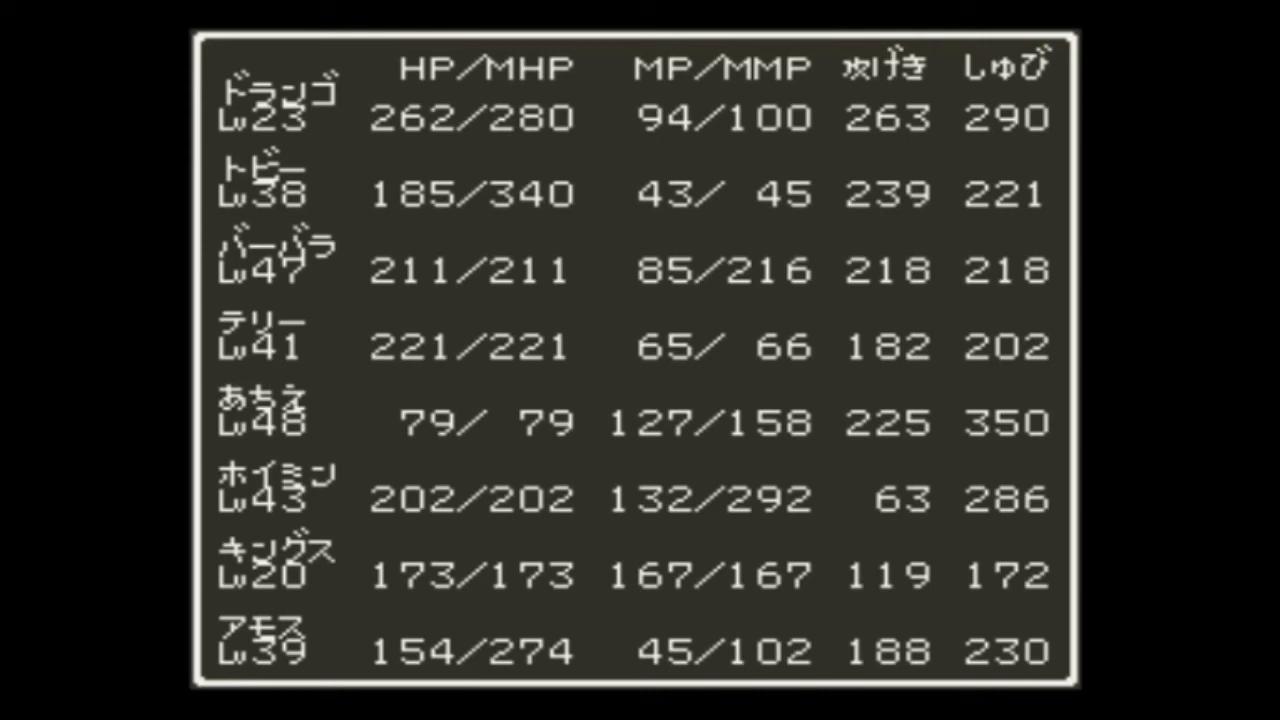 HP/MHP MP/MMP 攻げき しゅび
ドランゴ
Lv23 262/280 94/100 263 290
トビー
Lv38 185/340 43/ 45 239 221
バーバラ
Lv47 211/211 85/216 218 218
テリー
Lv41 221/221 65/ 66 182 202
あちえ
Lv48 79/ 79 127/158 225 350
ホイミン
Lv43 202/202 132/292 63 286
キングス
Lv20 173/173 167/167 119 172
アモス
Lv39 154/274 45/102 188 230